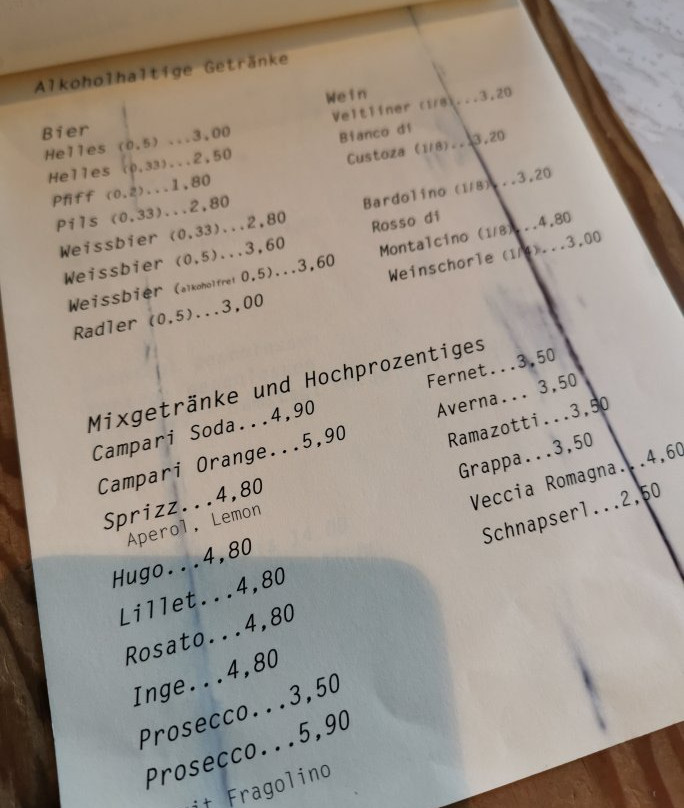 Alkoholhaltige Getränke
Bier
Helles (0,5) ...3,00
Helles (0,33)...2,50
Pfiff (0,2)...1,80
Pils (0,33)...2,80
Weissbier (0,33)...2,80
Weissbier (0,5)...3,60
Weissbier (alkoholfrei 0,5)...3,60
Radler (0,5)...3,00
Wein
Veltliner (1/8)...3,20
Bianco di
Custoza (1/8)...3,20
Bardolino (1/8)...3,20
Rosso di
Montalcino (1/8)...4,80
Weinschorle (1/4)...3,00
Mixgetränke und Hochprozentiges
Campari Soda...4,90
Campari Orange...5,90
Sprizz...4,80
Aperol, Lemon
Hugo...4,80
Lillet...4,80
Rosato...4,80
Inge...4,80
Prosecco...3,50
Prosecco...5,90
Fragolino
Fernet...3,50
Averna... 3,50
Ramazotti...3,50
Grappa...3,50
Veccia Romagna...4,60
Schnapserl...2,50